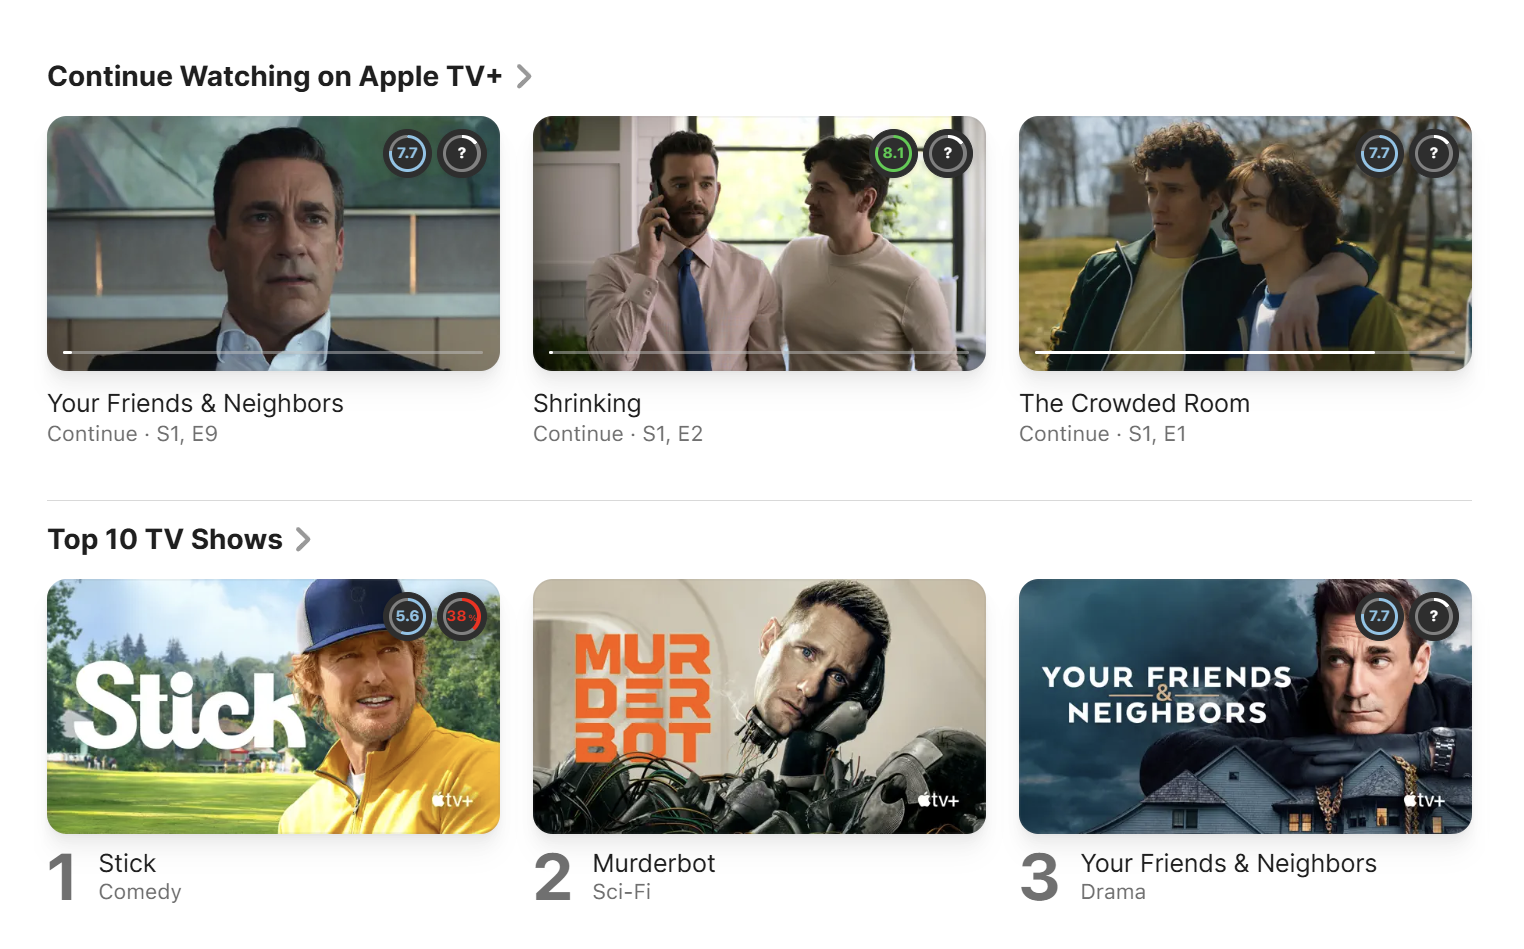 Continue Watching on Apple TV+
7.7 ?
8.1 ?
7.7 ?
Your Friends & Neighbors
Continue · S1, E9
Shrinking
Continue · S1, E2
The Crowded Room
Continue · S1, E1
Top 10 TV Shows
5.6 38%
Stick
tv+
MUR
DER
BOT
tv+
7.7 ?
YOUR FRIENDS
&
NEIGHBORS
tv+
1 Stick
Comedy
2 Murderbot
Sci-Fi
3 Your Friends & Neighbors
Drama